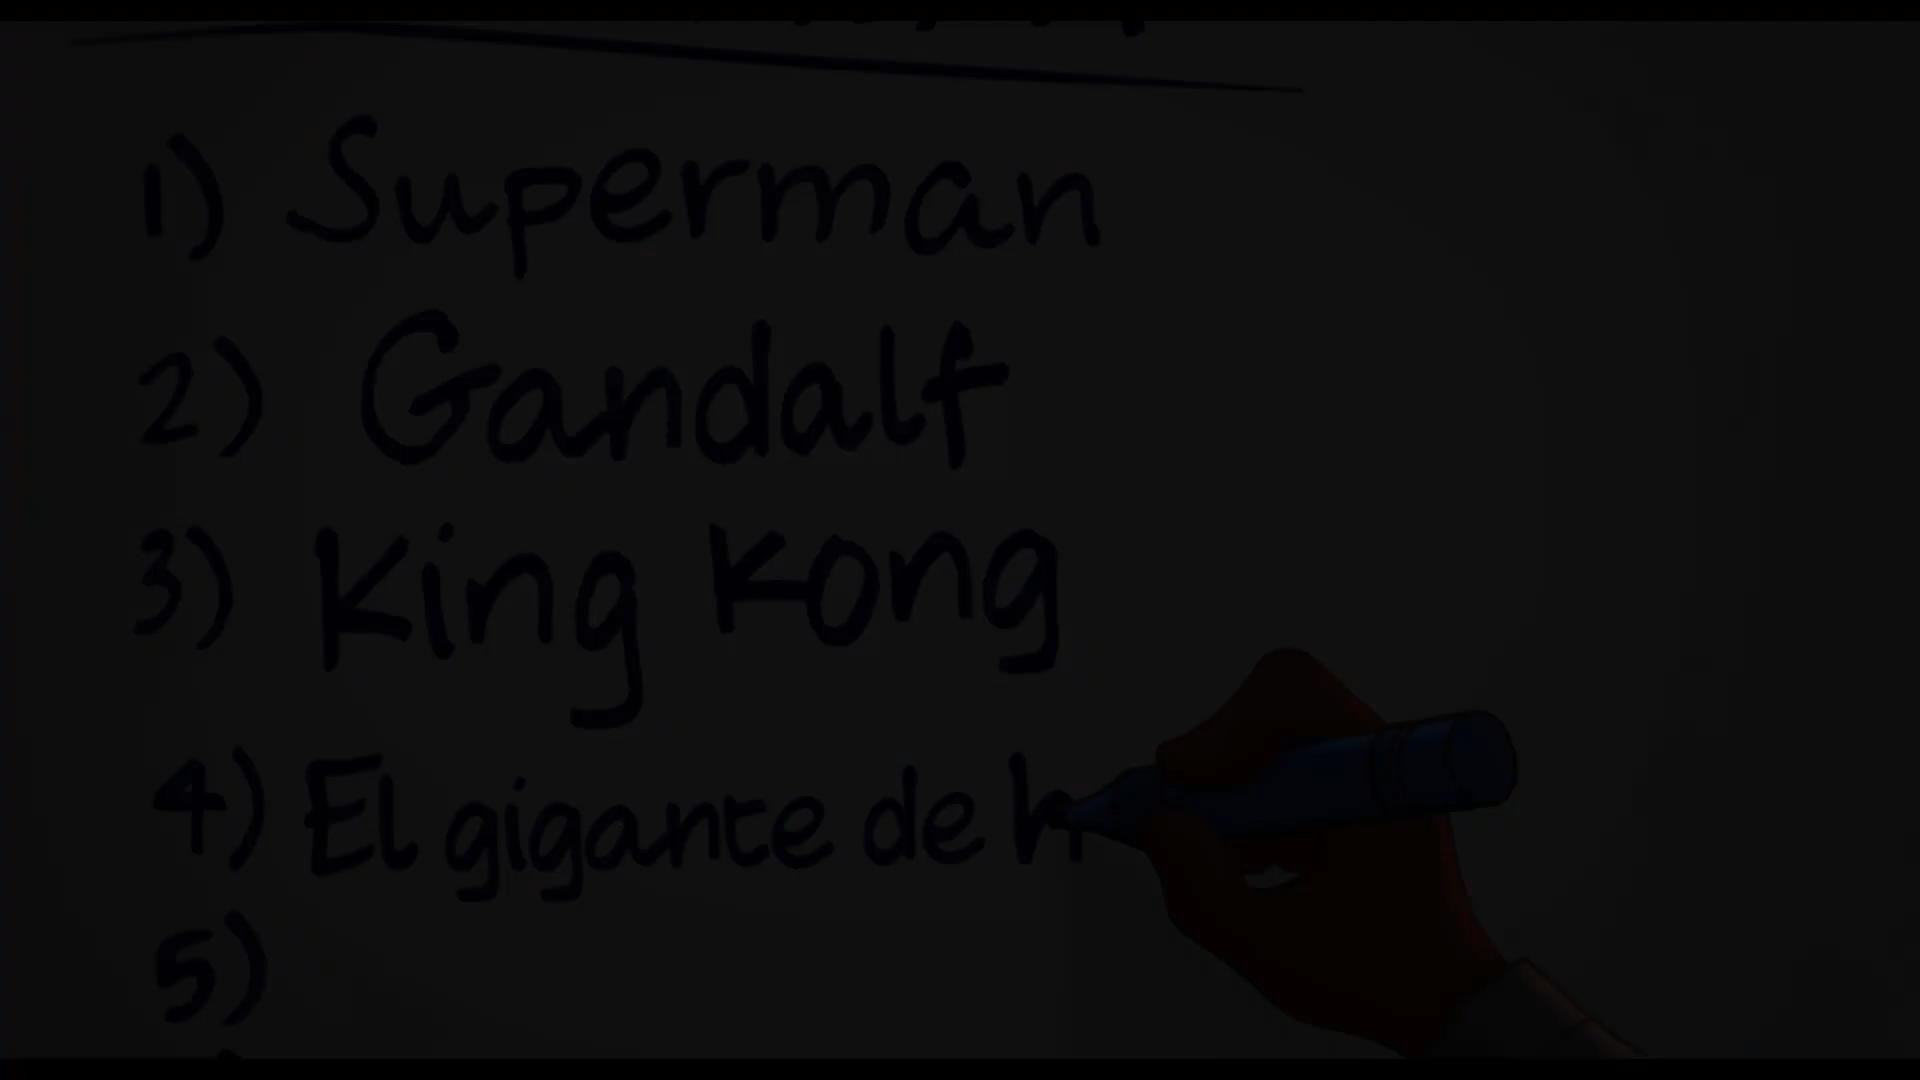 1) Superman
2) Gandalf
3) King Kong
4) El gigante de h
5)